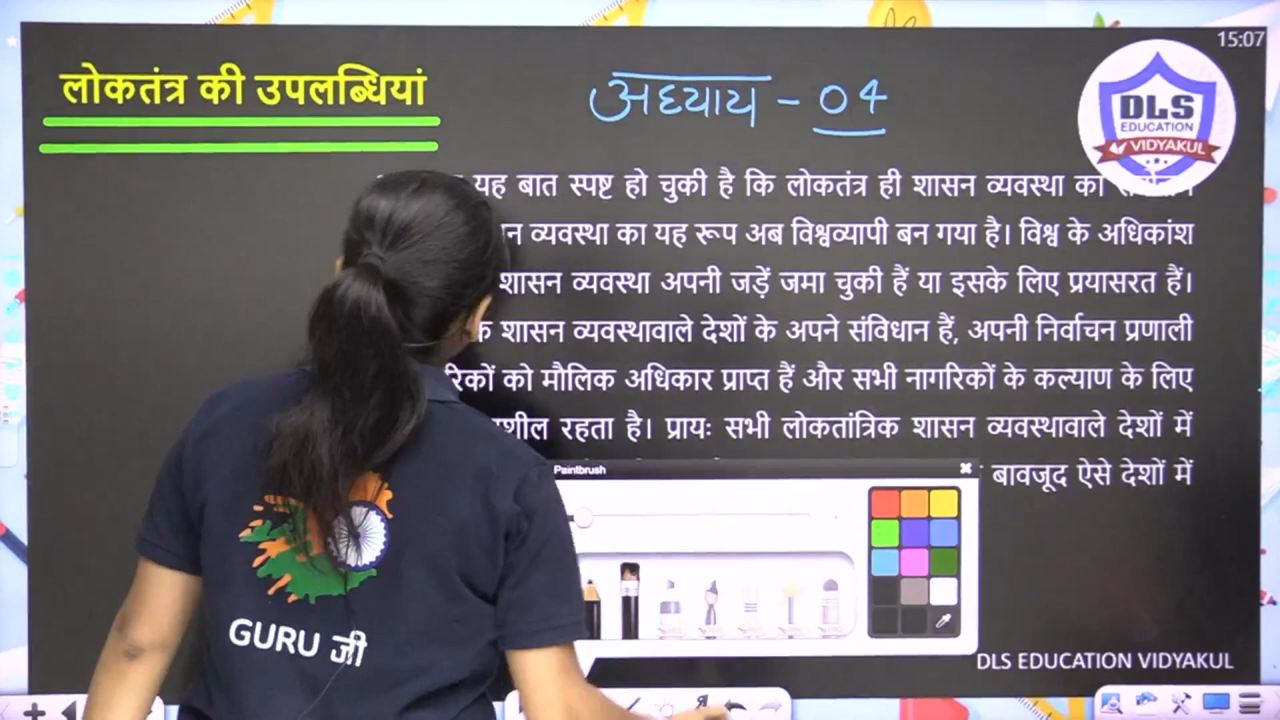 15:07
लोकतंत्र की उपलब्धियां
अध्याय - 04
DLS
EDUCATION
VIDYAKUL
यह बात स्पष्ट हो चुकी है कि लोकतंत्र ही शासन व्यवस्था का
व्यवस्था का यह रूप अब विश्वव्यापी बन गया है। विश्व के अधिकांश
शासन व्यवस्था अपनी जड़ें जमा चुकी हैं या इसके लिए प्रयासरत हैं।
शासन व्यवस्थावाले देशों के अपने संविधान हैं, अपनी निर्वाचन प्रणाली
को मौलिक अधिकार प्राप्त हैं और सभी नागरिकों के कल्याण के लिए
रहता है। प्रायः सभी लोकतांत्रिक शासन व्यवस्थावाले देशों में
बावजूद ऐसे देशों में
Paintbrush
GURU जी
DLS EDUCATION VIDYAKUL